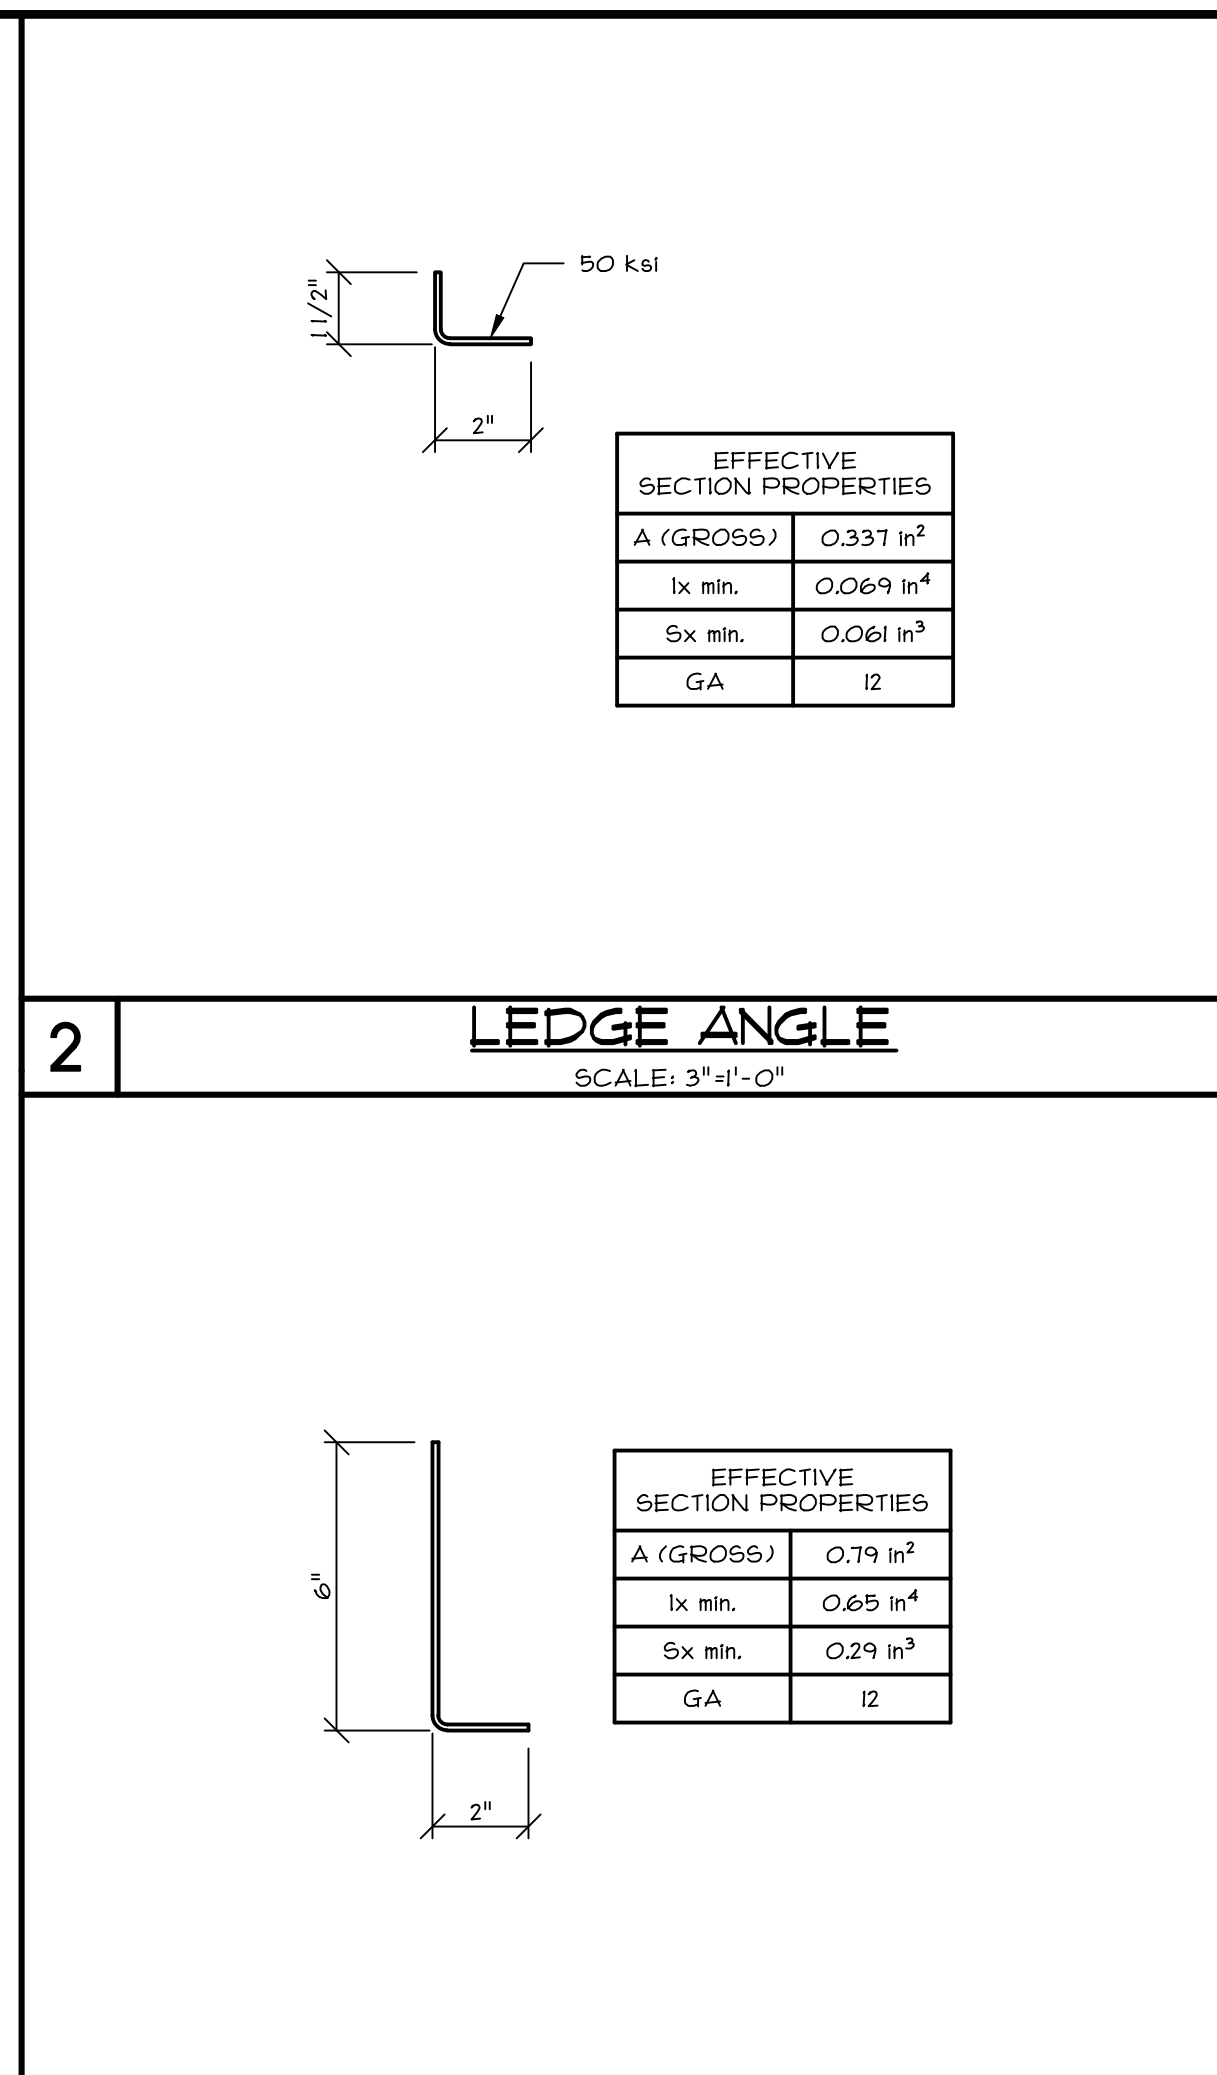 50 ksi
1 1/2"
2"
EFFECTIVE
SECTION PROPERTIES
A (GROSS) 0.337 in²
Ix min. 0.069 in⁴
Sx min. 0.061 in³
GA 12
2
LEDGE ANGLE
SCALE: 3"=1'-0"
EFFECTIVE
SECTION PROPERTIES
A (GROSS) 0.79 in²
Ix min. 0.65 in⁴
Sx min. 0.29 in³
GA 12
6"
2"